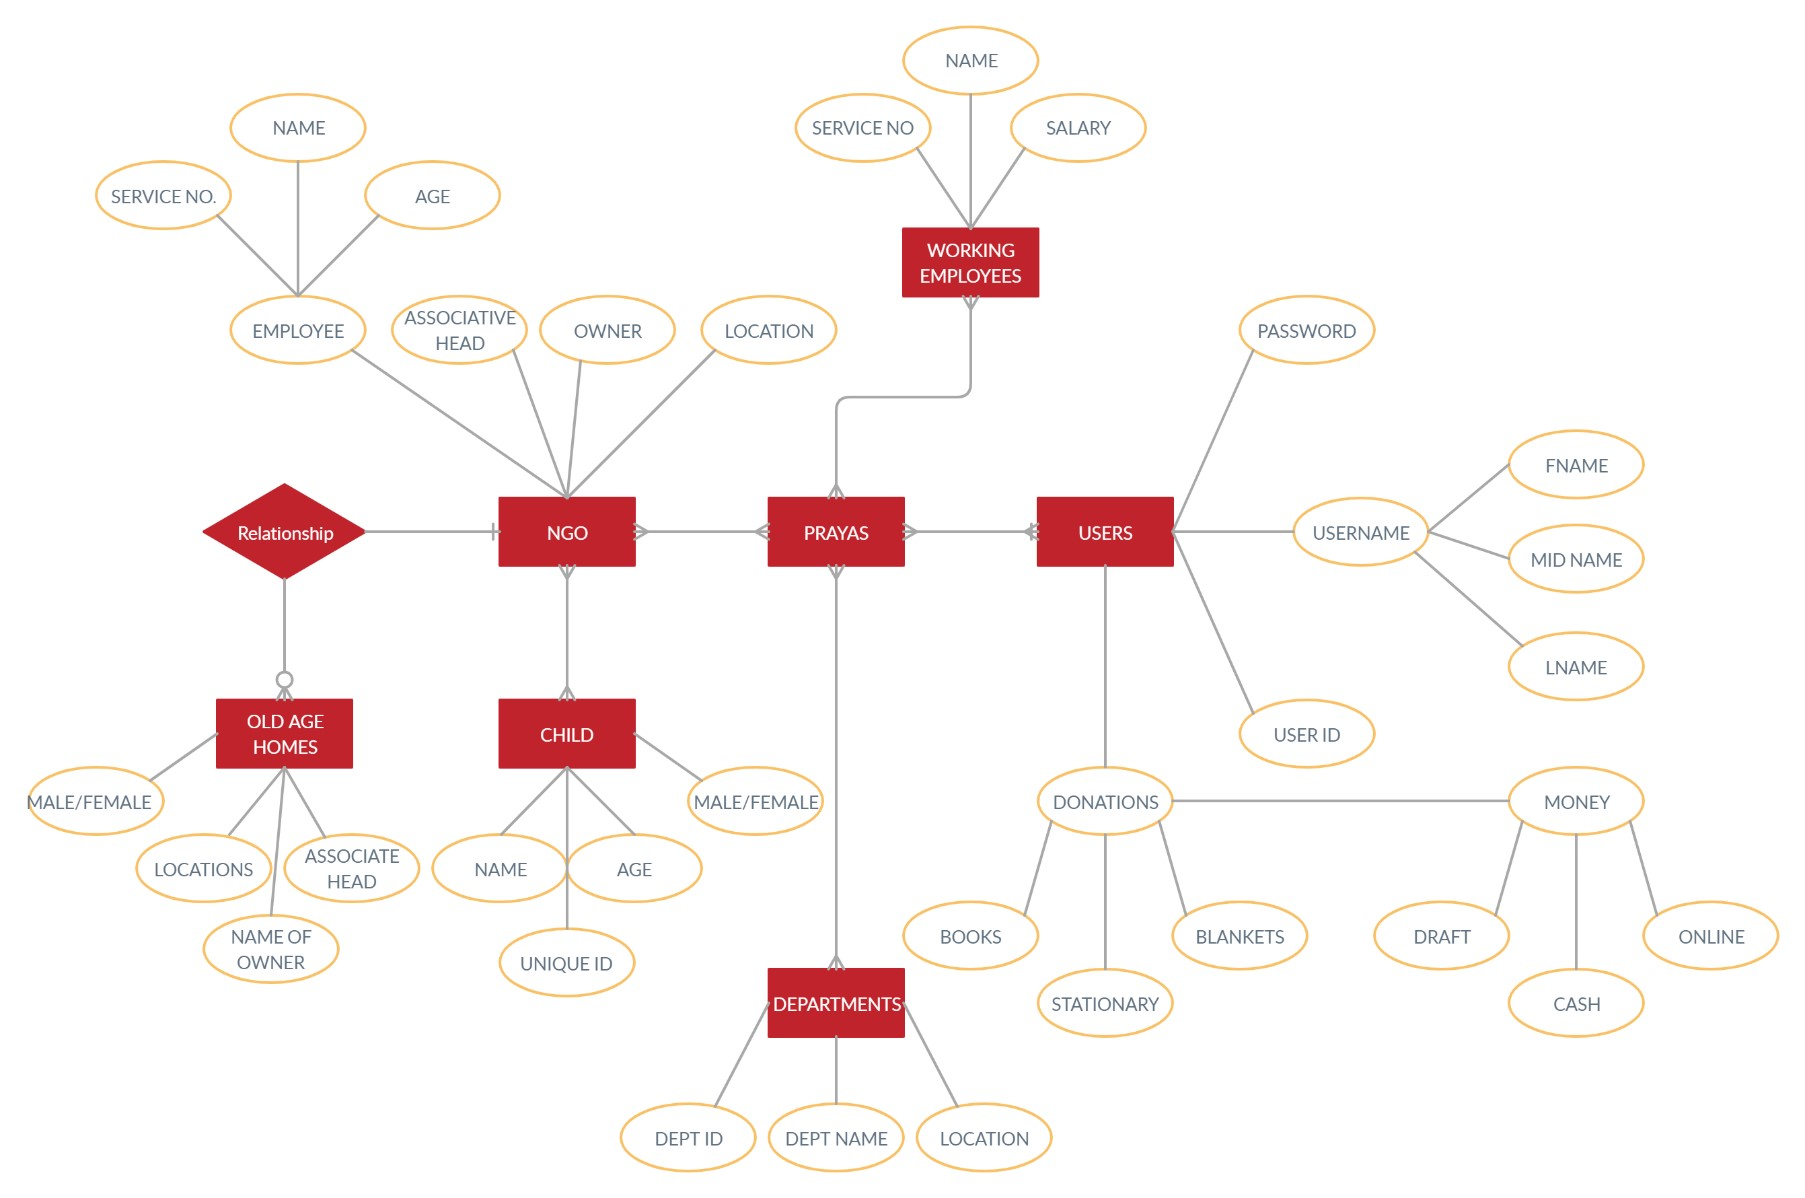 NAME
NAME
SERVICE NO
SALARY
SERVICE NO.
AGE
WORKING
EMPLOYEES
EMPLOYEE
ASSOCIATIVE
HEAD
OWNER
LOCATION
PASSWORD
FNAME
Relationship
NGO
PRAYAS
USERS
USERNAME
MID NAME
LNAME
OLD AGE
HOMES
CHILD
USER ID
MALE/FEMALE
MALE/FEMALE
DONATIONS
MONEY
LOCATIONS
ASSOCIATE
HEAD
NAME
AGE
NAME OF
OWNER
UNIQUE ID
BOOKS
BLANKETS
DRAFT
ONLINE
DEPARTMENTS
STATIONARY
CASH
DEPT ID
DEPT NAME
LOCATION